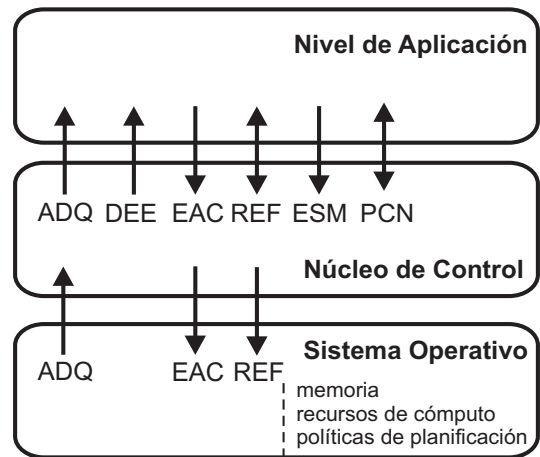 Nivel de Aplicación
ADQ DEE EAC REF ESM PCN
Núcleo de Control
Sistema Operativo
ADQ EAC REF
memoria
recursos de cómputo
políticas de planificación